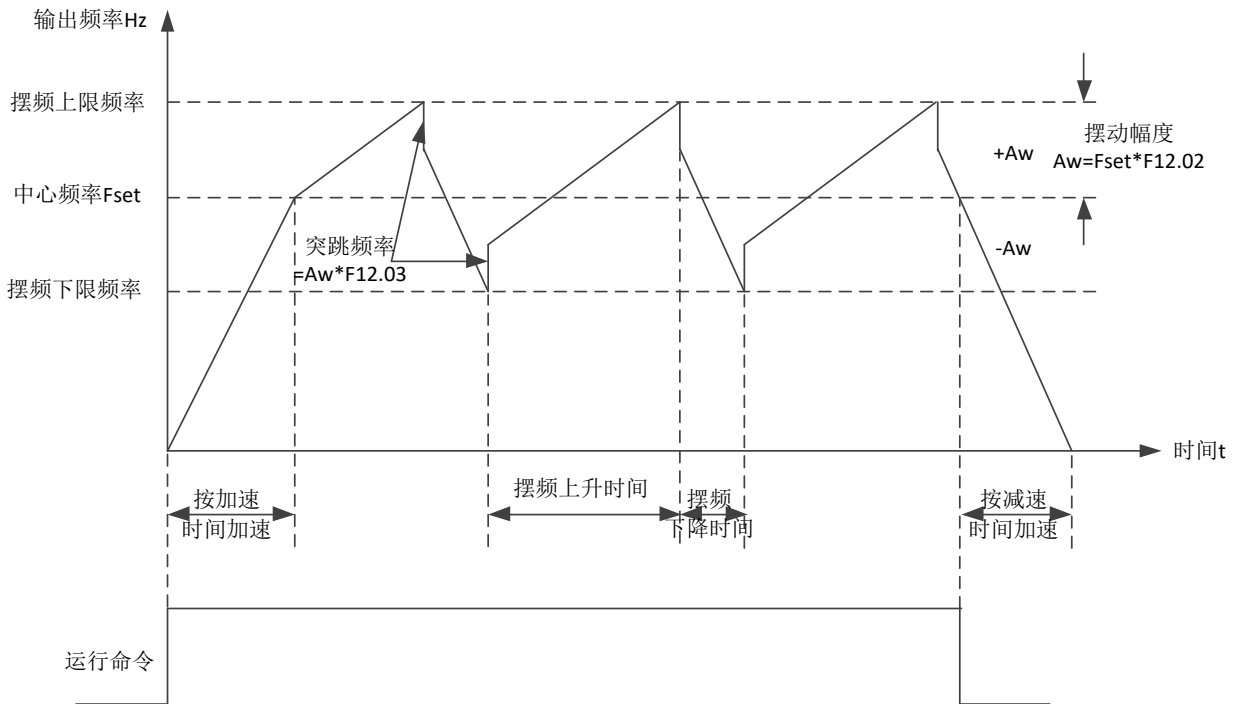 输出频率Hz
摆频上限频率
摆动幅度
+Aw
Aw=Fset*F12.02
中心频率Fset
突跳频率
=Aw*F12.03
-Aw
摆频下限频率
时间t
按加速
时间加速
摆频上升时间
摆频
下降时间
按减速
时间加速
运行命令